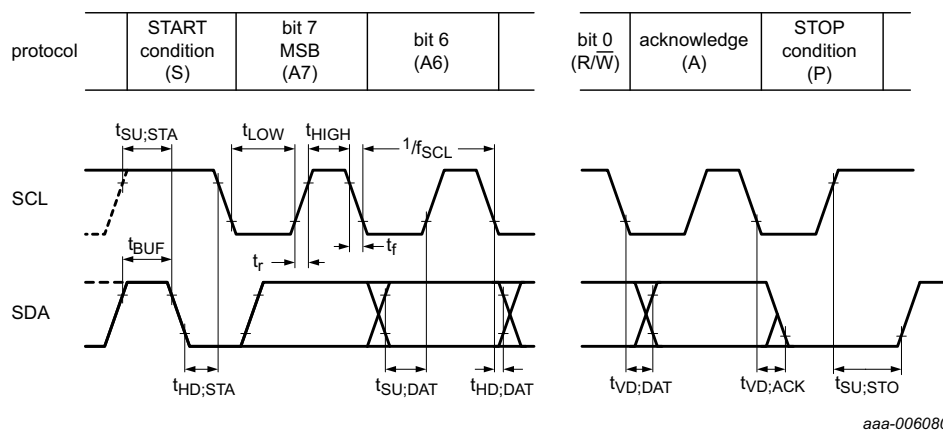 protocol
START
condition
(S)
bit 7
MSB
(A7)
bit 6
(A6)
bit 0
(R/W̅)
acknowledge
(A)
STOP
condition
(P)
tSU;STA
tLOW
tHIGH
1/fSCL
SCL
tBUF
tr
tf
SDA
tHD;STA
tSU;DAT
tHD;DAT
tVD;DAT
tVD;ACK
tSU;STO